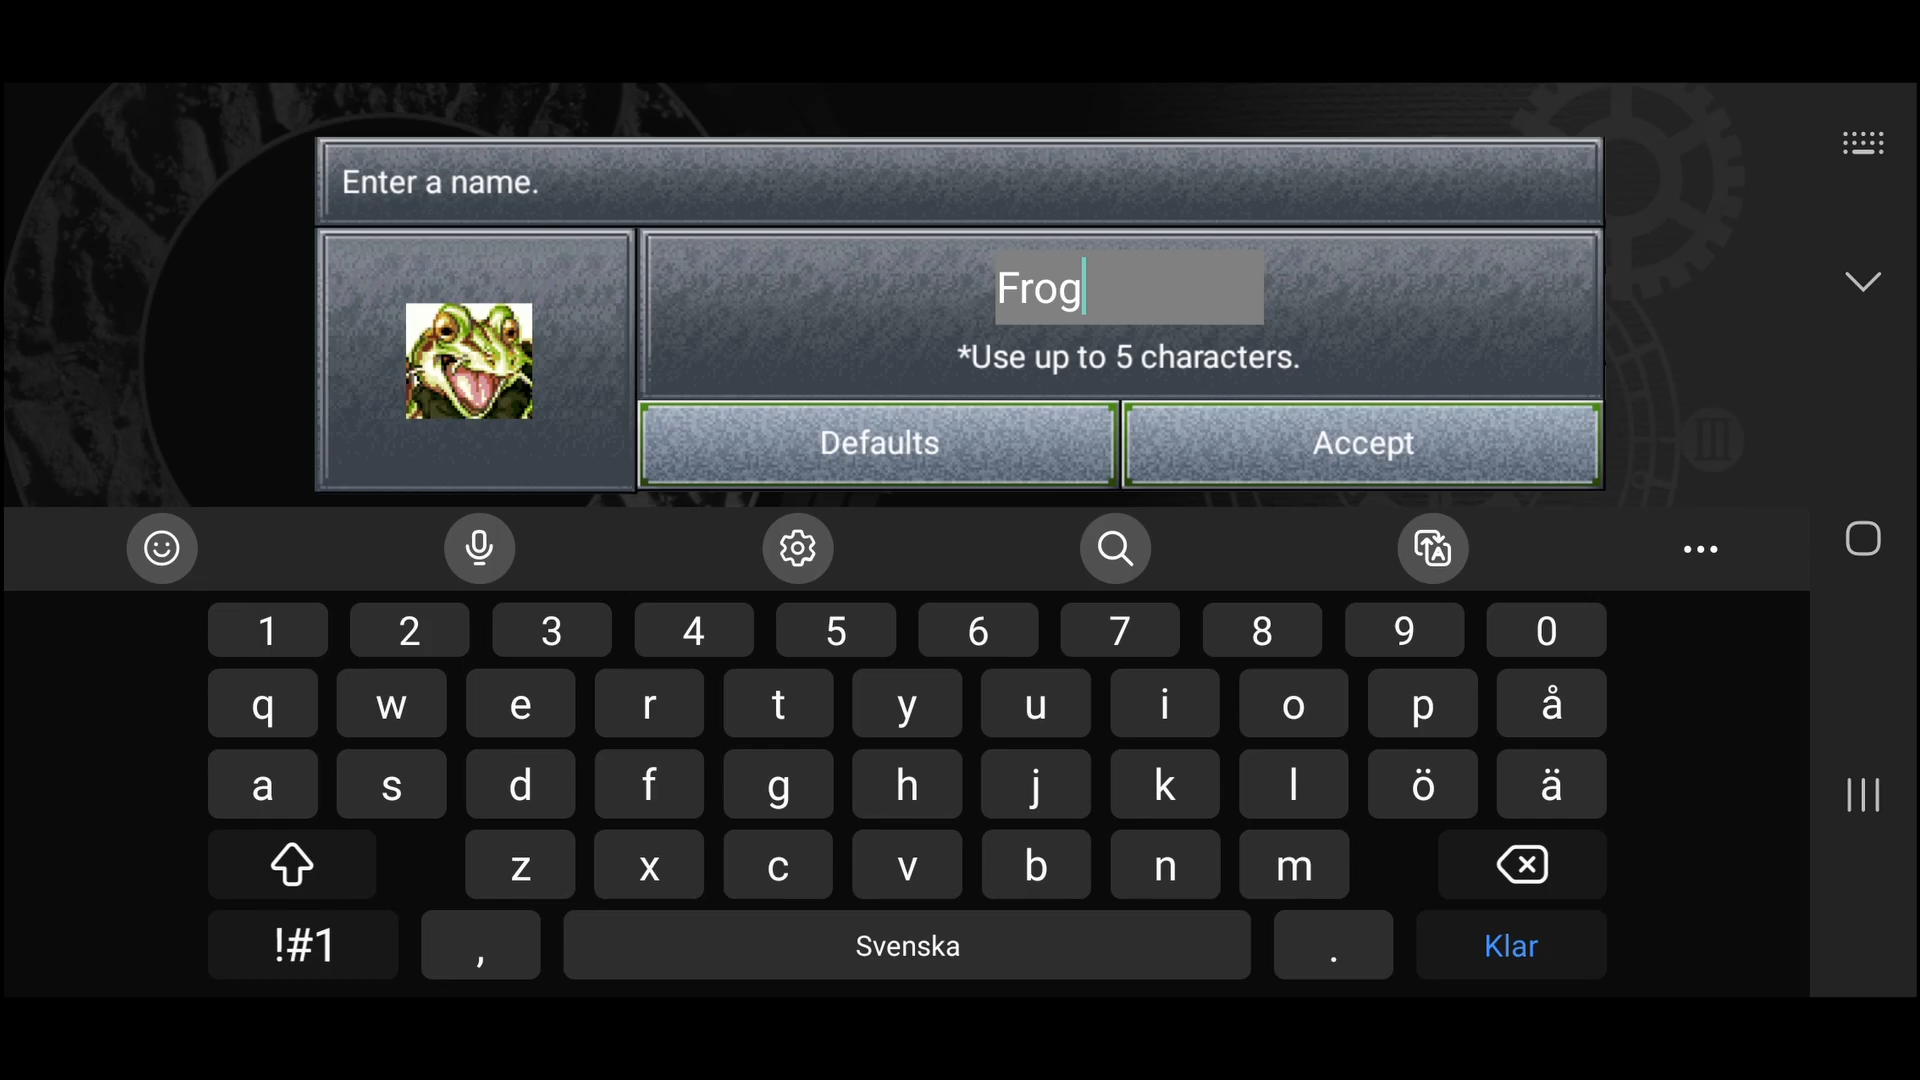 Enter a name.
Frog
*Use up to 5 characters.
Defaults
Accept
III
A
1 2 3 4 5 6 7 8 9 0
q w e r t y u i o p å
a s d f g h j k l ö ä
z x c v b n m
!#1 , Svenska . Klar